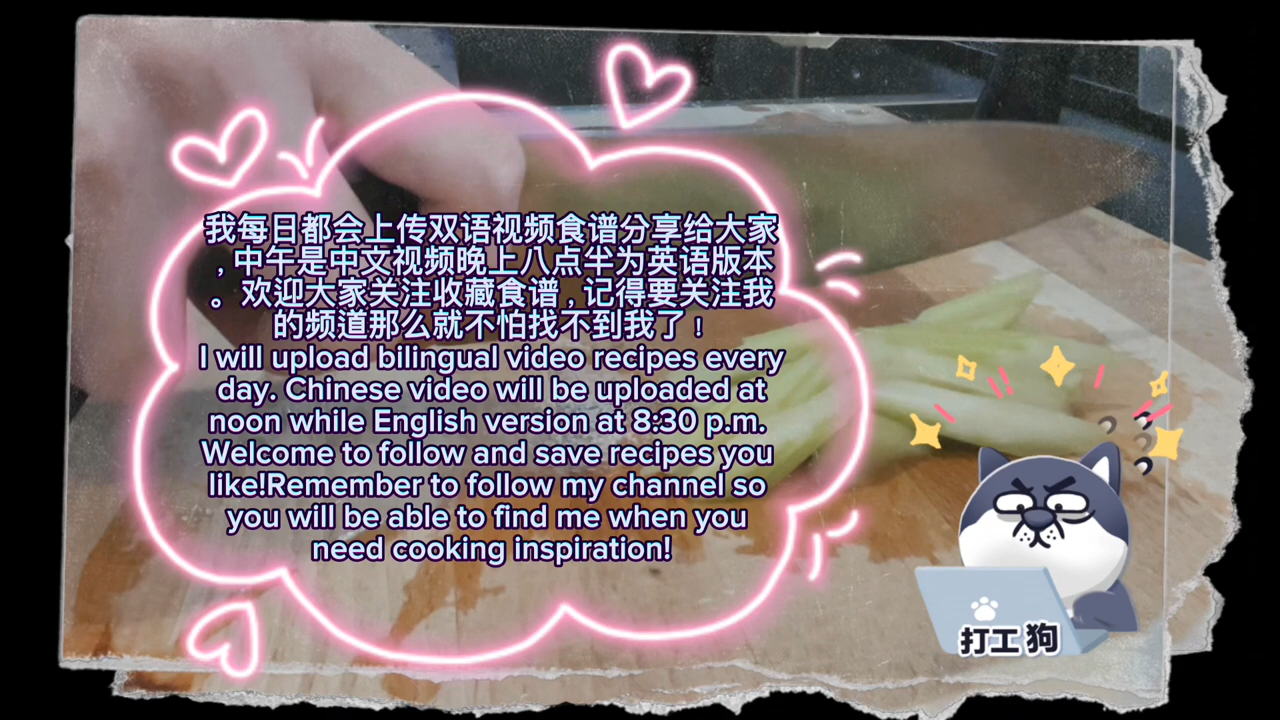 我每日都会上传双语视频食谱分享给大家
，中午是中文视频晚上八点半为英语版本
。欢迎大家关注收藏食谱，记得要关注我
的频道那么就不怕找不到我了！
I will upload bilingual video recipes every
day. Chinese video will be uploaded at
noon while English version at 8:30 p.m.
Welcome to follow and save recipes you
like!Remember to follow my channel so
you will be able to find me when you
need cooking inspiration!
打工狗